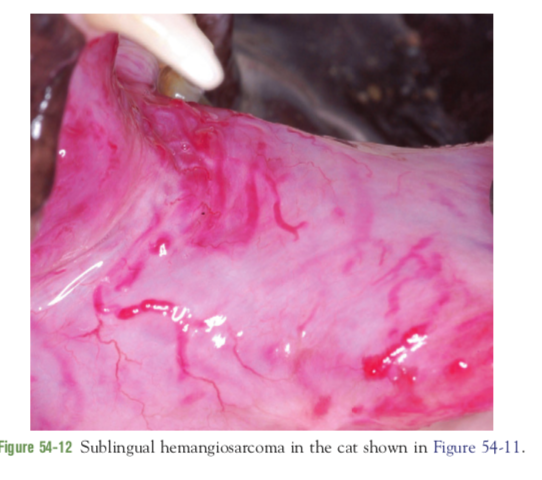 Figure 54-12 Sublingual hemangiosarcoma in the cat shown in Figure 54-11.